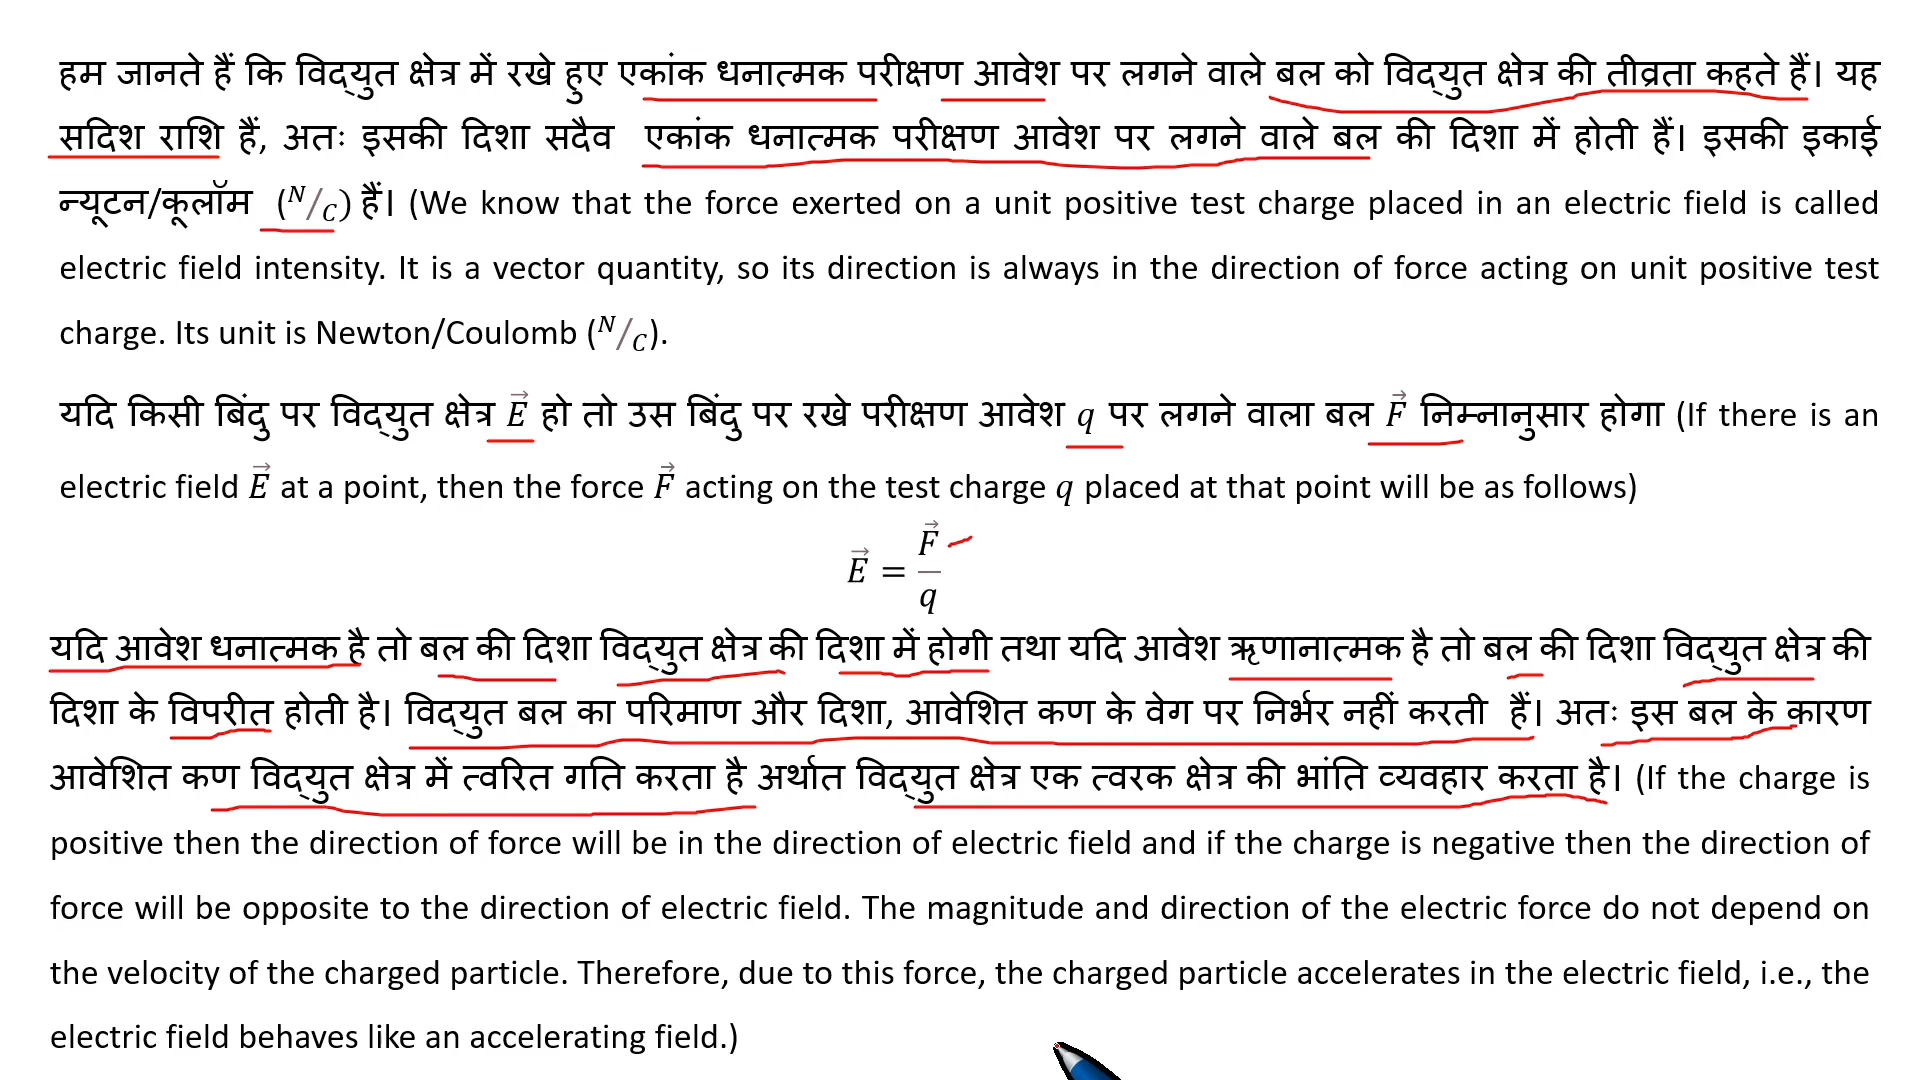 हम जानते हैं कि विद्‌युत क्षेत्र में रखे हुए एकांक धनात्मक परीक्षण आवेश पर लगने वाले बल को विद्‌युत क्षेत्र की तीव्रता कहते हैं। यह
सदिश राशि हैं, अतः इसकी दिशा सदैव एकांक धनात्मक परीक्षण आवेश पर लगने वाले बल की दिशा में होती हैं। इसकी इकाई
न्यूटन/कूलॉम (N/C) हैं। (We know that the force exerted on a unit positive test charge placed in an electric field is called
electric field intensity. It is a vector quantity, so its direction is always in the direction of force acting on unit positive test
charge. Its unit is Newton/Coulomb (N/C).
यदि किसी बिंदु पर विद्‌युत क्षेत्र E⃗ हो तो उस बिंदु पर रखे परीक्षण आवेश q पर लगने वाला बल F⃗ निम्नानुसार होगा (If there is an
electric field E⃗ at a point, then the force F⃗ acting on the test charge q placed at that point will be as follows)
E⃗ = F⃗/q
यदि आवेश धनात्मक है तो बल की दिशा विद्‌युत क्षेत्र की दिशा में होगी तथा यदि आवेश ऋणानात्मक है तो बल की दिशा विद्‌युत क्षेत्र की
दिशा के विपरीत होती है। विद्‌युत बल का परिमाण और दिशा, आवेशित कण के वेग पर निर्भर नहीं करती हैं। अतः इस बल के कारण
आवेशित कण विद्‌युत क्षेत्र में त्वरित गति करता है अर्थात विद्‌युत क्षेत्र एक त्वरक क्षेत्र की भांति व्यवहार करता है। (If the charge is
positive then the direction of force will be in the direction of electric field and if the charge is negative then the direction of
force will be opposite to the direction of electric field. The magnitude and direction of the electric force do not depend on
the velocity of the charged particle. Therefore, due to this force, the charged particle accelerates in the electric field, i.e., the
electric field behaves like an accelerating field.)